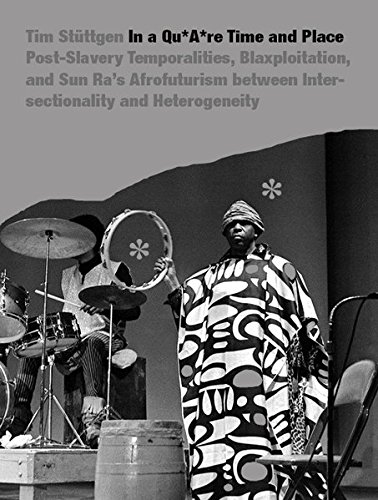 Tim Stüttgen In a Qu*A*re Time and Place
Post-Slavery Temporalities, Blaxploitation,
and Sun Ra's Afrofuturism between Inter-
sectionality and Heterogeneity